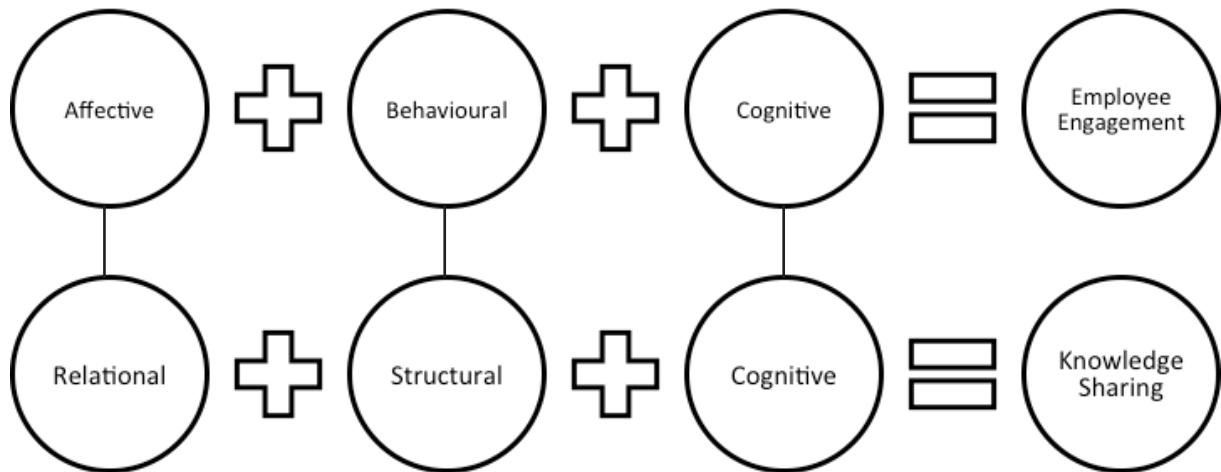 Affective
Behavioural
Cognitive
Employee
Engagement
Relational
Structural
Cognitive
Knowledge
Sharing